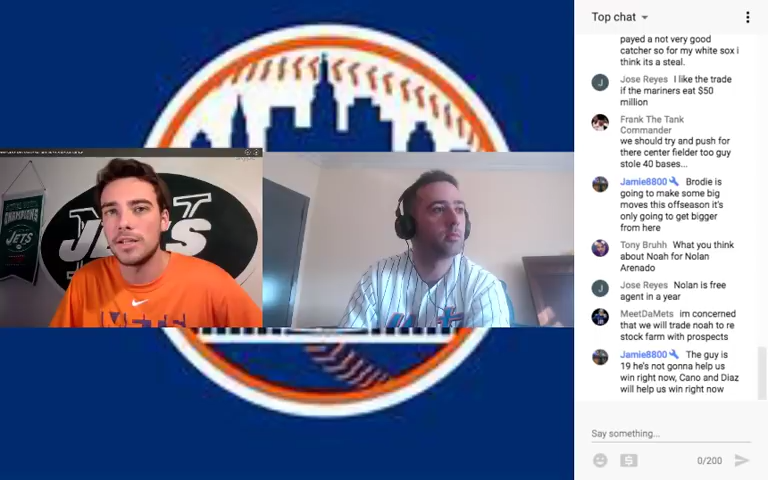 Top chat
payed a not very good
catcher so for my white sox i
think its a steal.
J Jose Reyes I like the trade
if the mariners eat $50
million
Frank The Tank
Commander
we should try and push for
there center fielder too guy
stole 40 bases...
Jamie8800 Brodie is
going to make some big
moves this offseason it's
only going to get bigger
from here
Tony Bruhh What you think
about Noah for Nolan
Arenado
J Jose Reyes Nolan is free
agent in a year
MeetDaMets im concerned
that we will trade noah to re
stock farm with prospects
Jamie8800 The guy is
19 he's not gonna help us
win right now, Cano and Diaz
will help us win right now
Say something...
0/200
CHAMPIONS
JETS
JETS
METS
Mets